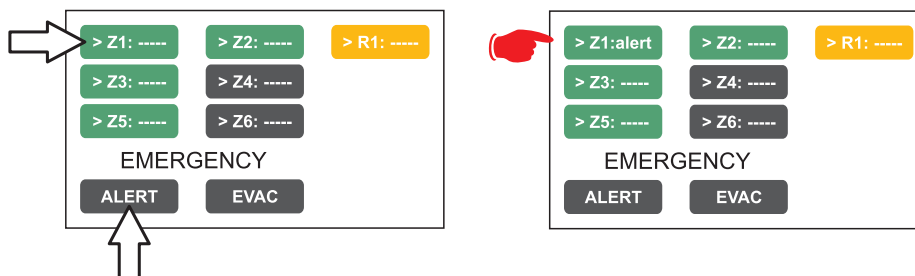 > Z1: ----- > Z2: ----- > R1: -----
> Z3: ----- > Z4: -----
> Z5: ----- > Z6: -----
EMERGENCY
ALERT EVAC
> Z1:alert > Z2: ----- > R1: -----
> Z3: ----- > Z4: -----
> Z5: ----- > Z6: -----
EMERGENCY
ALERT EVAC